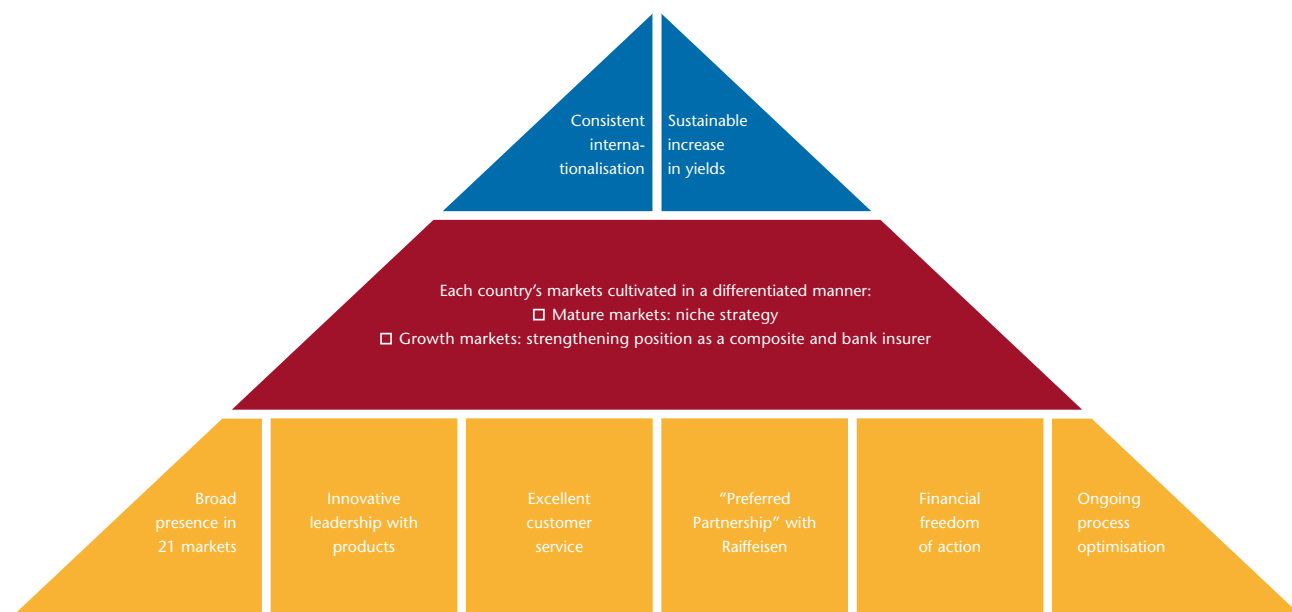 Consistent
interna-
tionalisation
Sustainable
increase
in yields
Each country’s markets cultivated in a differentiated manner:
☐ Mature markets: niche strategy
☐ Growth markets: strengthening position as a composite and bank insurer
Broad
presence in
21 markets
Innovative
leadership with
products
Excellent
customer
service
“Preferred
Partnership” with
Raiffeisen
Financial
freedom
of action
Ongoing
process
optimisation